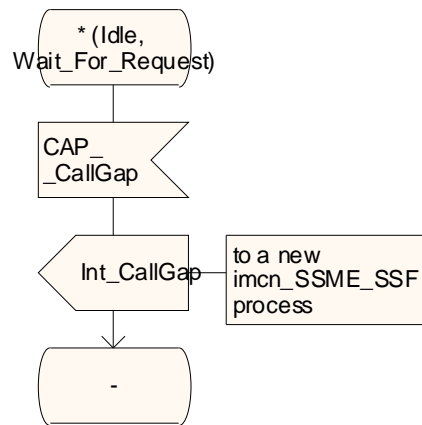 * (Idle,
Wait_For_Request)
CAP_
_CallGap
Int_CallGap
to a new
imcn_SSME_SSF
process
-